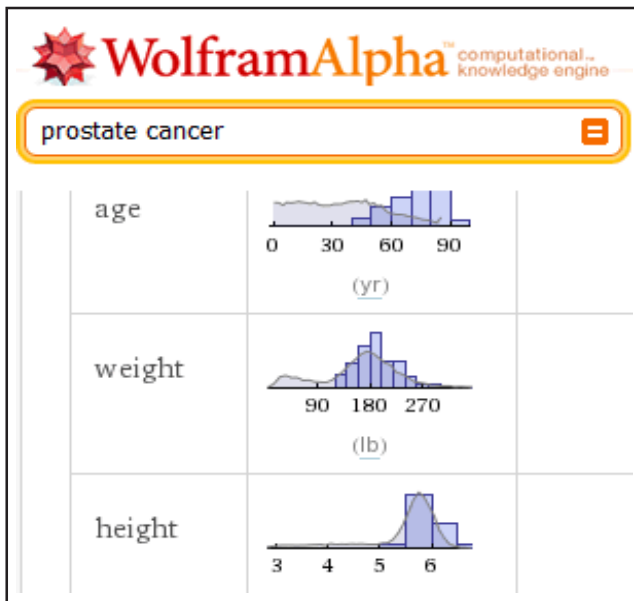 WolframAlpha™ computational..
knowledge engine
prostate cancer
=
age
0 30 60 90
(yr)
weight
90 180 270
(lb)
height
3 4 5 6